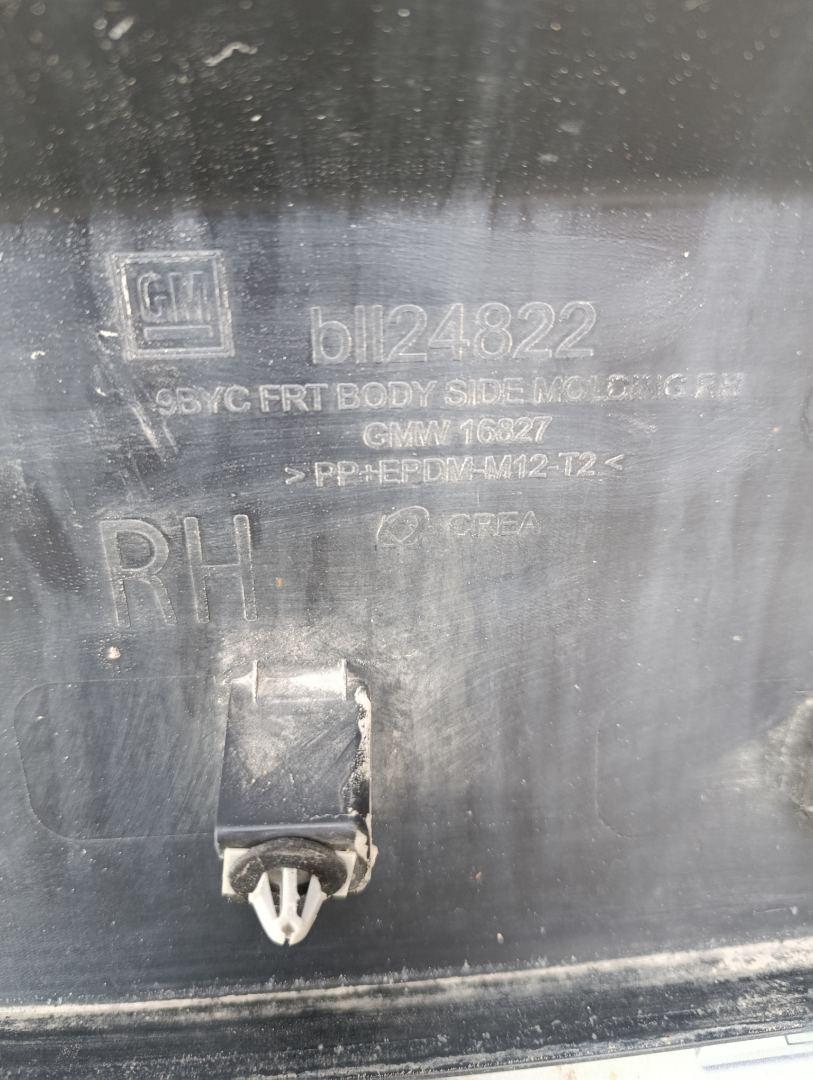 GM
bII24822
9BYC FRT BODY SIDE MOLDING RH
GMW 16827
>PP+EPDM-M12-T2<
RH
CREA